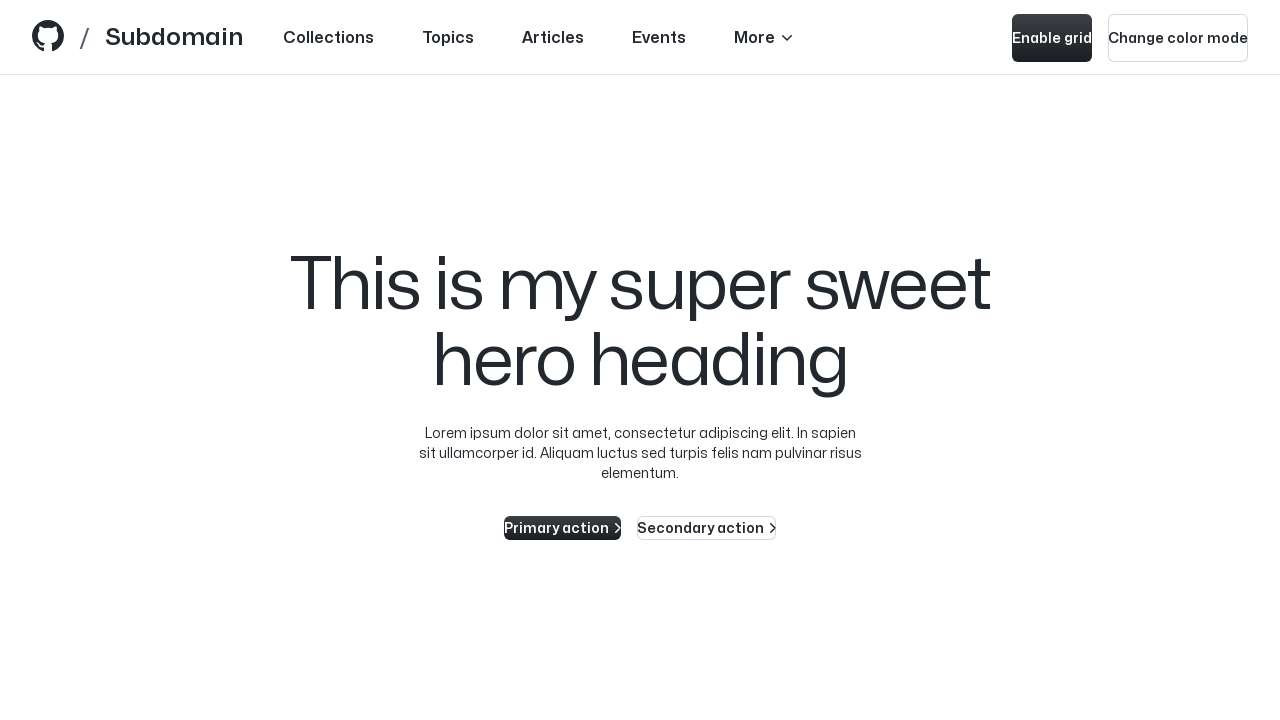 / Subdomain Collections Topics Articles Events More Enable grid Change color mode
This is my super sweet
hero heading
Lorem ipsum dolor sit amet, consectetur adipiscing elit. In sapien
sit ullamcorper id. Aliquam luctus sed turpis felis nam pulvinar risus
elementum.
Primary action Secondary action